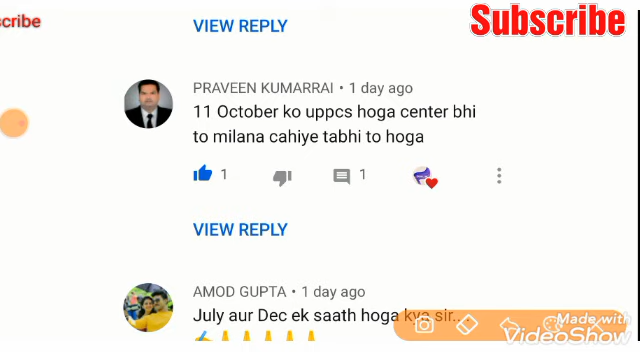 cribe
Subscribe
VIEW REPLY
PRAVEEN KUMARRAI • 1 day ago
11 October ko uppcs hoga center bhi
to milana cahiye tabhi to hoga
1
1
VIEW REPLY
AMOD GUPTA • 1 day ago
July aur Dec ek saath hoga kya sir..
Made with
VideoShow